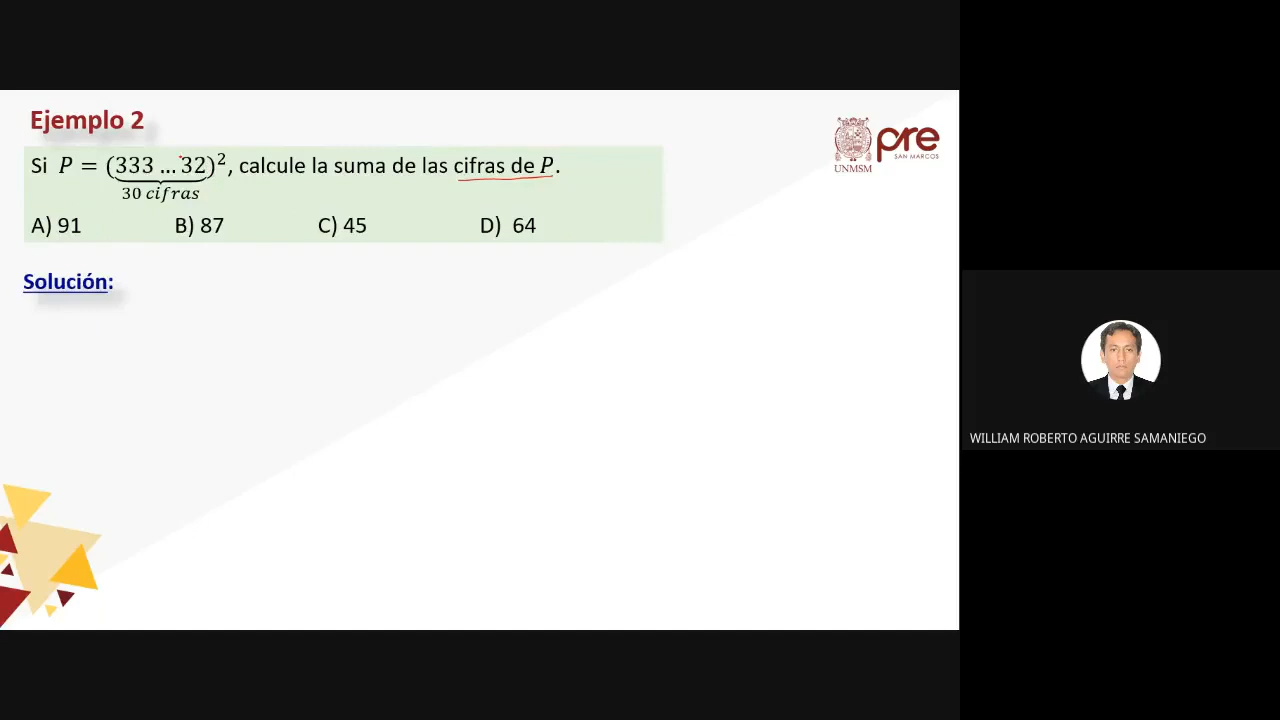 Ejemplo 2
Si P = (333 … 32)², calcule la suma de las cifras de P.
30 cifras
A) 91 B) 87 C) 45 D) 64
Solución:
UNMSM
pre
SAN MARCOS
WILLIAM ROBERTO AGUIRRE SAMANIEGO